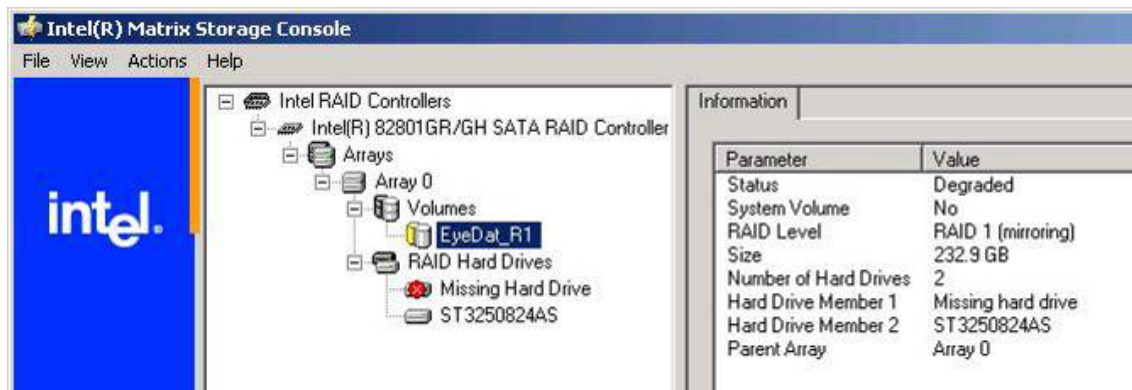 Intel(R) Matrix Storage Console
File View Actions Help
intel.
Intel RAID Controllers
Intel(R) 82801GR/GH SATA RAID Controller
Arrays
Array 0
Volumes
EyeDat_R1
RAID Hard Drives
Missing Hard Drive
ST3250824AS
Information
Parameter Value
Status Degraded
System Volume No
RAID Level RAID 1 (mirroring)
Size 232.9 GB
Number of Hard Drives 2
Hard Drive Member 1 Missing hard drive
Hard Drive Member 2 ST3250824AS
Parent Array Array 0